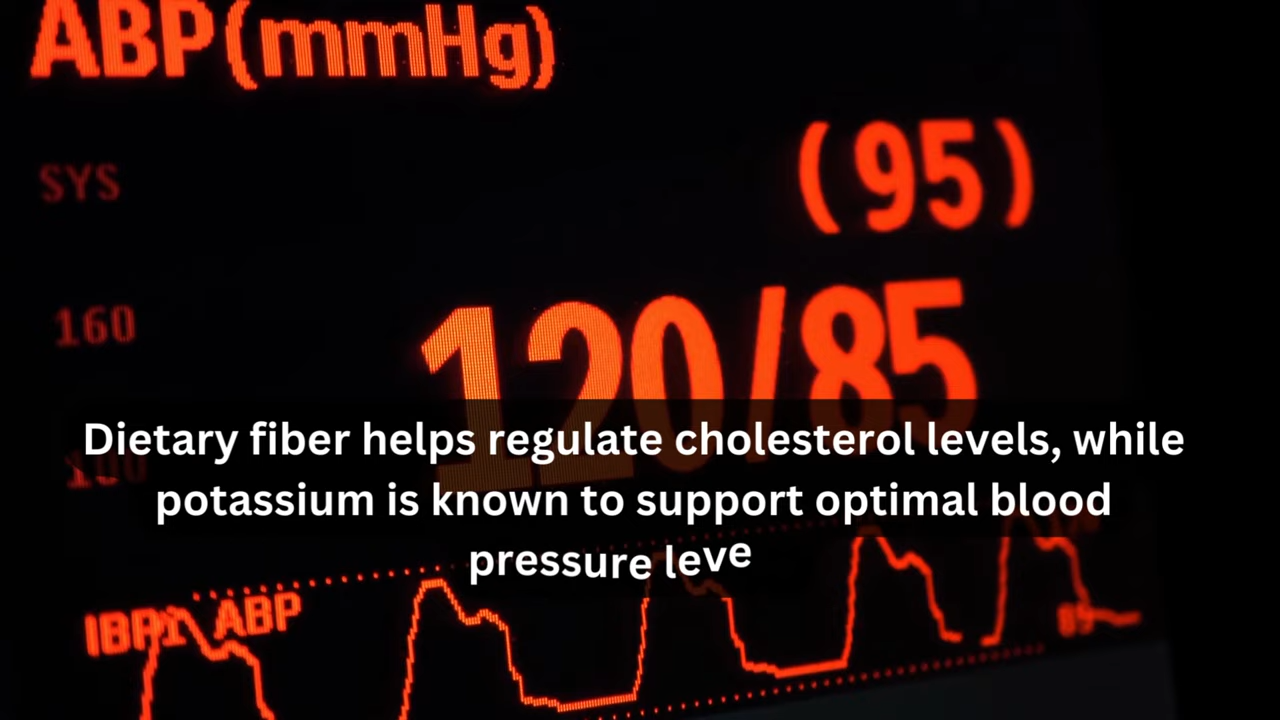 ABP(mmHg)
SYS
(95)
160
120/85
Dietary fiber helps regulate cholesterol levels, while
potassium is known to support optimal blood
pressure leve
IBP1 ABP